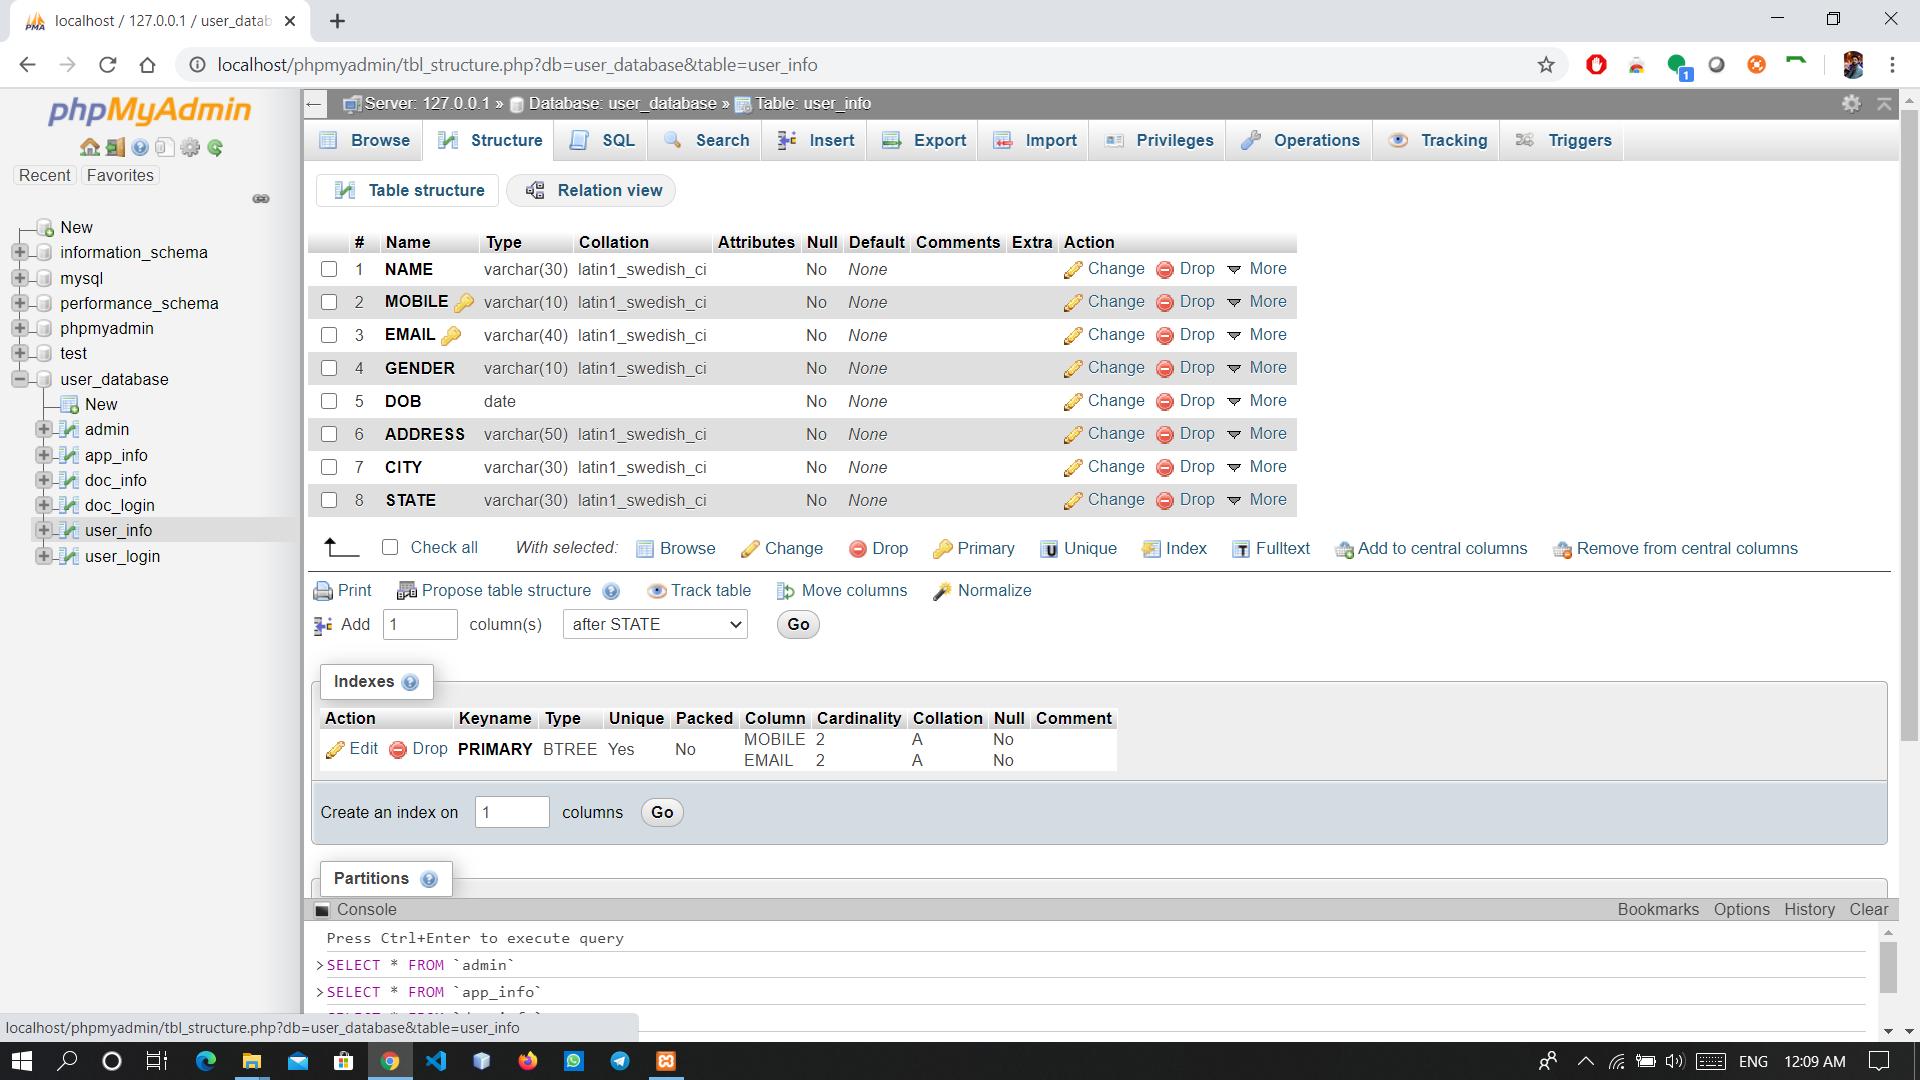 localhost / 127.0.0.1 / user_datab
localhost/phpmyadmin/tbl_structure.php?db=user_database&table=user_info
1
phpMyAdmin
Recent Favorites
New
information_schema
mysql
performance_schema
phpmyadmin
test
user_database
New
admin
app_info
doc_info
doc_login
user_info
user_login
Server: 127.0.0.1 » Database: user_database » Table: user_info
Browse Structure SQL Search Insert Export Import Privileges Operations Tracking Triggers
Table structure Relation view
# Name Type Collation Attributes Null Default Comments Extra Action
1 NAME varchar(30) latin1_swedish_ci No None Change Drop More
2 MOBILE varchar(10) latin1_swedish_ci No None Change Drop More
3 EMAIL varchar(40) latin1_swedish_ci No None Change Drop More
4 GENDER varchar(10) latin1_swedish_ci No None Change Drop More
5 DOB date No None Change Drop More
6 ADDRESS varchar(50) latin1_swedish_ci No None Change Drop More
7 CITY varchar(30) latin1_swedish_ci No None Change Drop More
8 STATE varchar(30) latin1_swedish_ci No None Change Drop More
Check all With selected: Browse Change Drop Primary Unique Index Fulltext Add to central columns Remove from central columns
Print Propose table structure Track table Move columns Normalize
Add 1 column(s) after STATE Go
Indexes
Action Keyname Type Unique Packed Column Cardinality Collation Null Comment
Edit Drop PRIMARY BTREE Yes No MOBILE 2 A No
EMAIL 2 A No
Create an index on 1 columns Go
Partitions
Console Bookmarks Options History Clear
Press Ctrl+Enter to execute query
>SELECT * FROM `admin`
>SELECT * FROM `app_info`
localhost/phpmyadmin/tbl_structure.php?db=user_database&table=user_info
ENG 12:09 AM